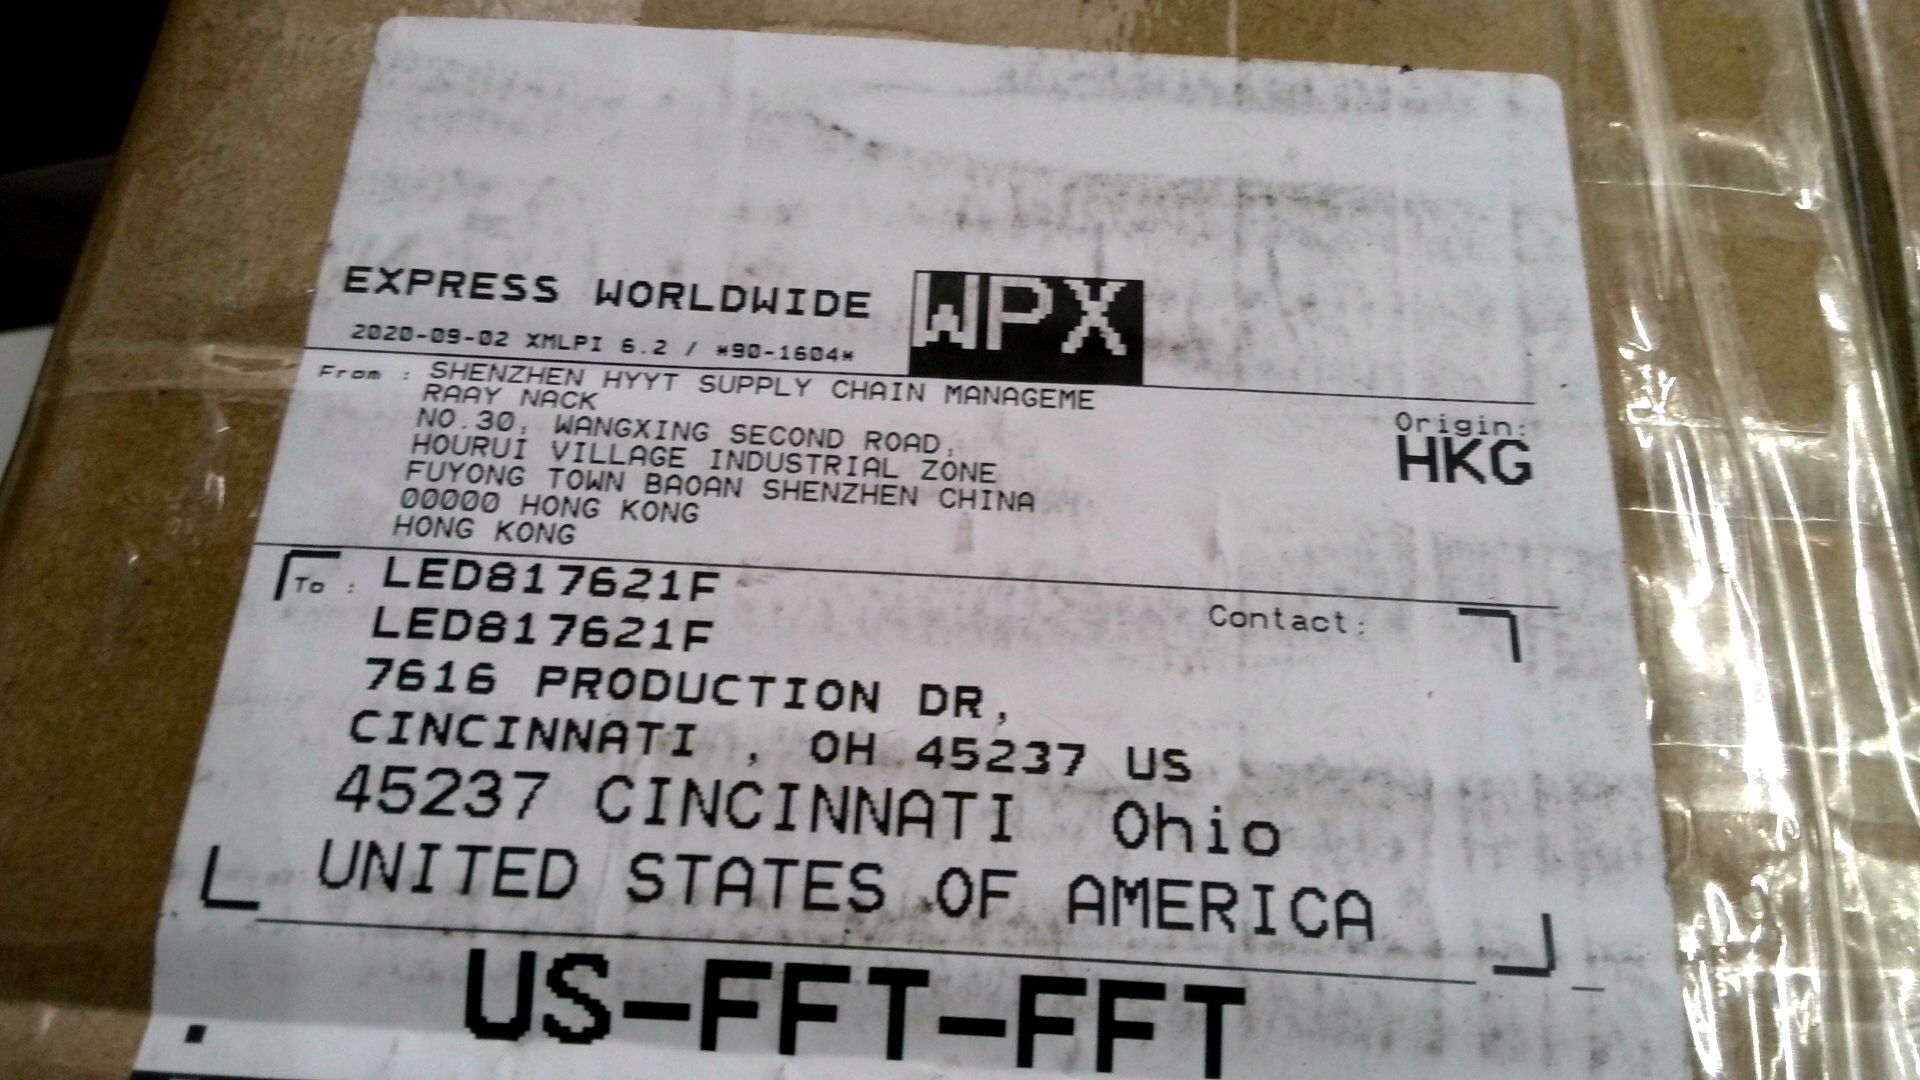 EXPRESS WORLDWIDE WPX
2020-09-02 XMLPI 6.2 / *90-1604*
From : SHENZHEN HYYT SUPPLY CHAIN MANAGEME
RAAY NACK
NO.30, WANGXING SECOND ROAD,
HOURUI VILLAGE INDUSTRIAL ZONE
FUYONG TOWN BAOAN SHENZHEN CHINA
00000 HONG KONG
HONG KONG
Origin:
HKG
To : LED817621F
LED817621F
7616 PRODUCTION DR,
CINCINNATI , OH 45237 US
45237 CINCINNATI Ohio
UNITED STATES OF AMERICA
Contact:
US-FFT-FFT